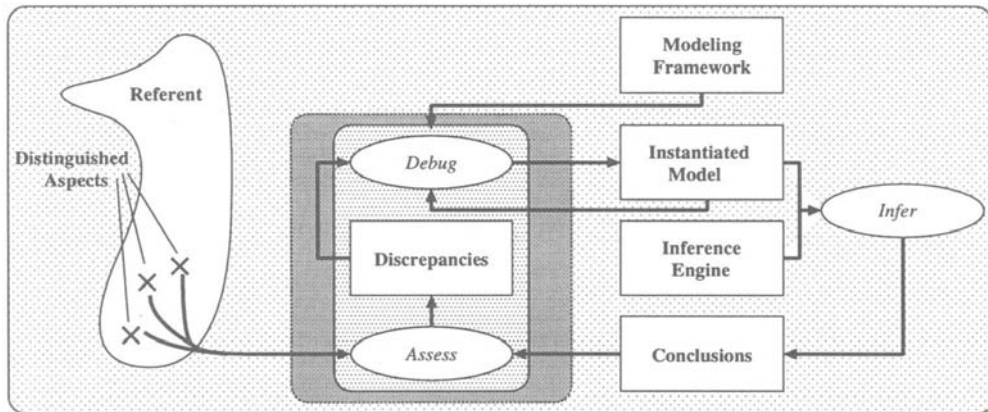 Modeling
Framework
Referent
Distinguished
Aspects
Debug
Instantiated
Model
Infer
Discrepancies
Inference
Engine
Assess
Conclusions